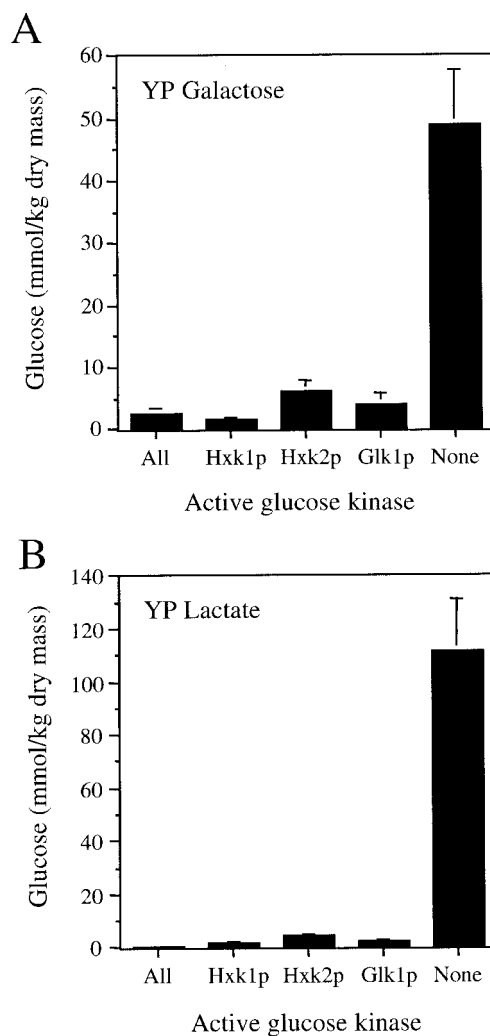 A
YP Galactose
Glucose (mmol/kg dry mass)
60
50
40
30
20
10
0
All Hxk1p Hxk2p Glk1p None
Active glucose kinase
B
YP Lactate
Glucose (mmol/kg dry mass)
140
120
100
80
60
40
20
0
All Hxk1p Hxk2p Glk1p None
Active glucose kinase